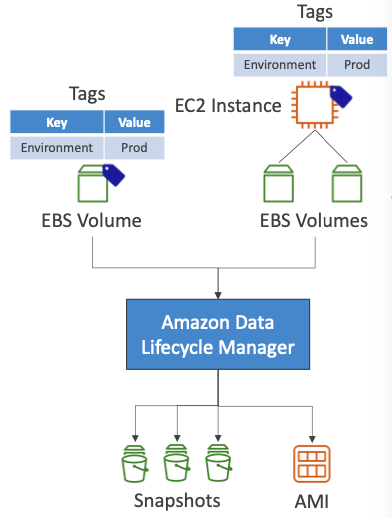 Tags
Key Value
Environment Prod
EC2 Instance
Tags
Key Value
Environment Prod
EBS Volume
EBS Volumes
Amazon Data
Lifecycle Manager
Snapshots
AMI